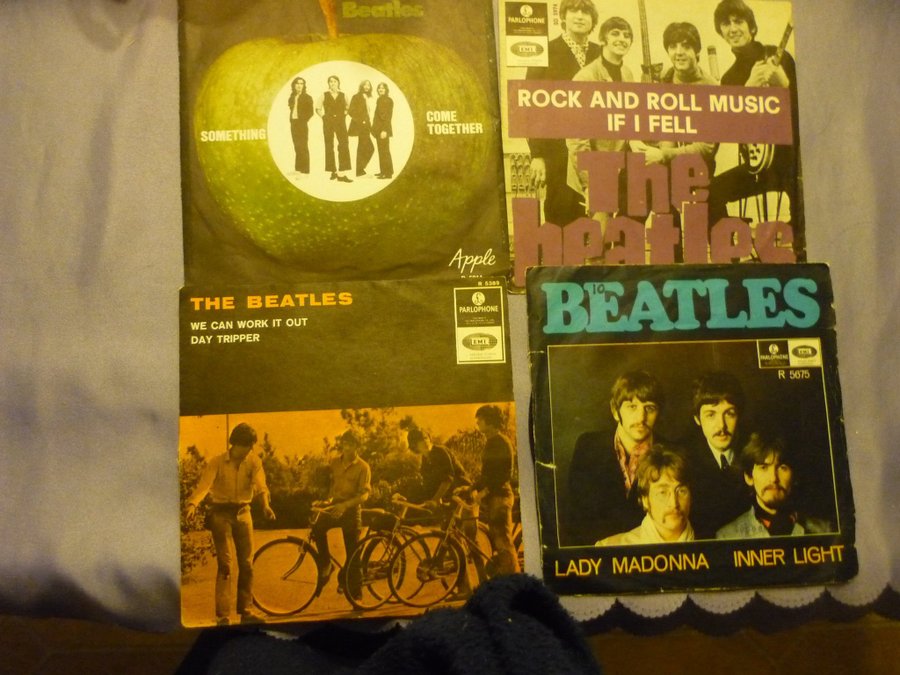 Beatles
SOMETHING
COME
TOGETHER
Apple
PARLOPHONE
EMI
ROCK AND ROLL MUSIC
IF I FELL
The
beatles
THE BEATLES
WE CAN WORK IT OUT
DAY TRIPPER
R 5389
PARLOPHONE
EMI
10
BEATLES
PARLOPHONE
EMI
R 5675
LADY MADONNA INNER LIGHT